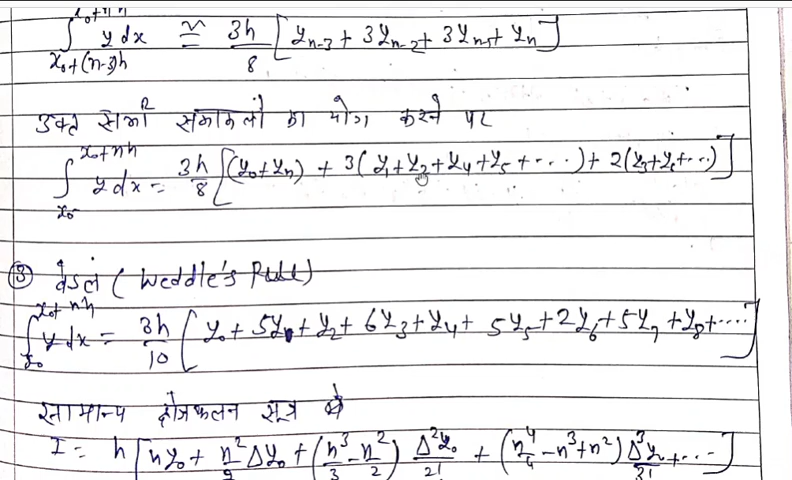 ∫_{x₀+(n-3)h}^{x₀+nh} y dx ≅ 3h/8 [y_{n-3} + 3y_{n-2} + 3y_{n-1} + y_n]
उक्त सभी समाकलों का योग करने पर
∫_{x₀}^{x₀+nh} y dx = 3h/8 [(y₀+y_n) + 3(y₁+y₂+y₄+y₅+...) + 2(y₃+y₆+...)]
③ वेडल (Weddle's Rule)
∫_{x₀}^{x₀+nh} y dx = 3h/10 [y₀ + 5y₁ + y₂ + 6y₃ + y₄ + 5y₅ + 2y₆ + 5y₇ + y₈ + ....]
सामान्य क्षेत्रकलन सूत्र से
I = h [ny₀ + n²/2 Δy₀ + (n³/3 - n²/2) Δ²y₀/2! + (n⁴/4 - n³ + n²) Δ³y₀/3! + ...]